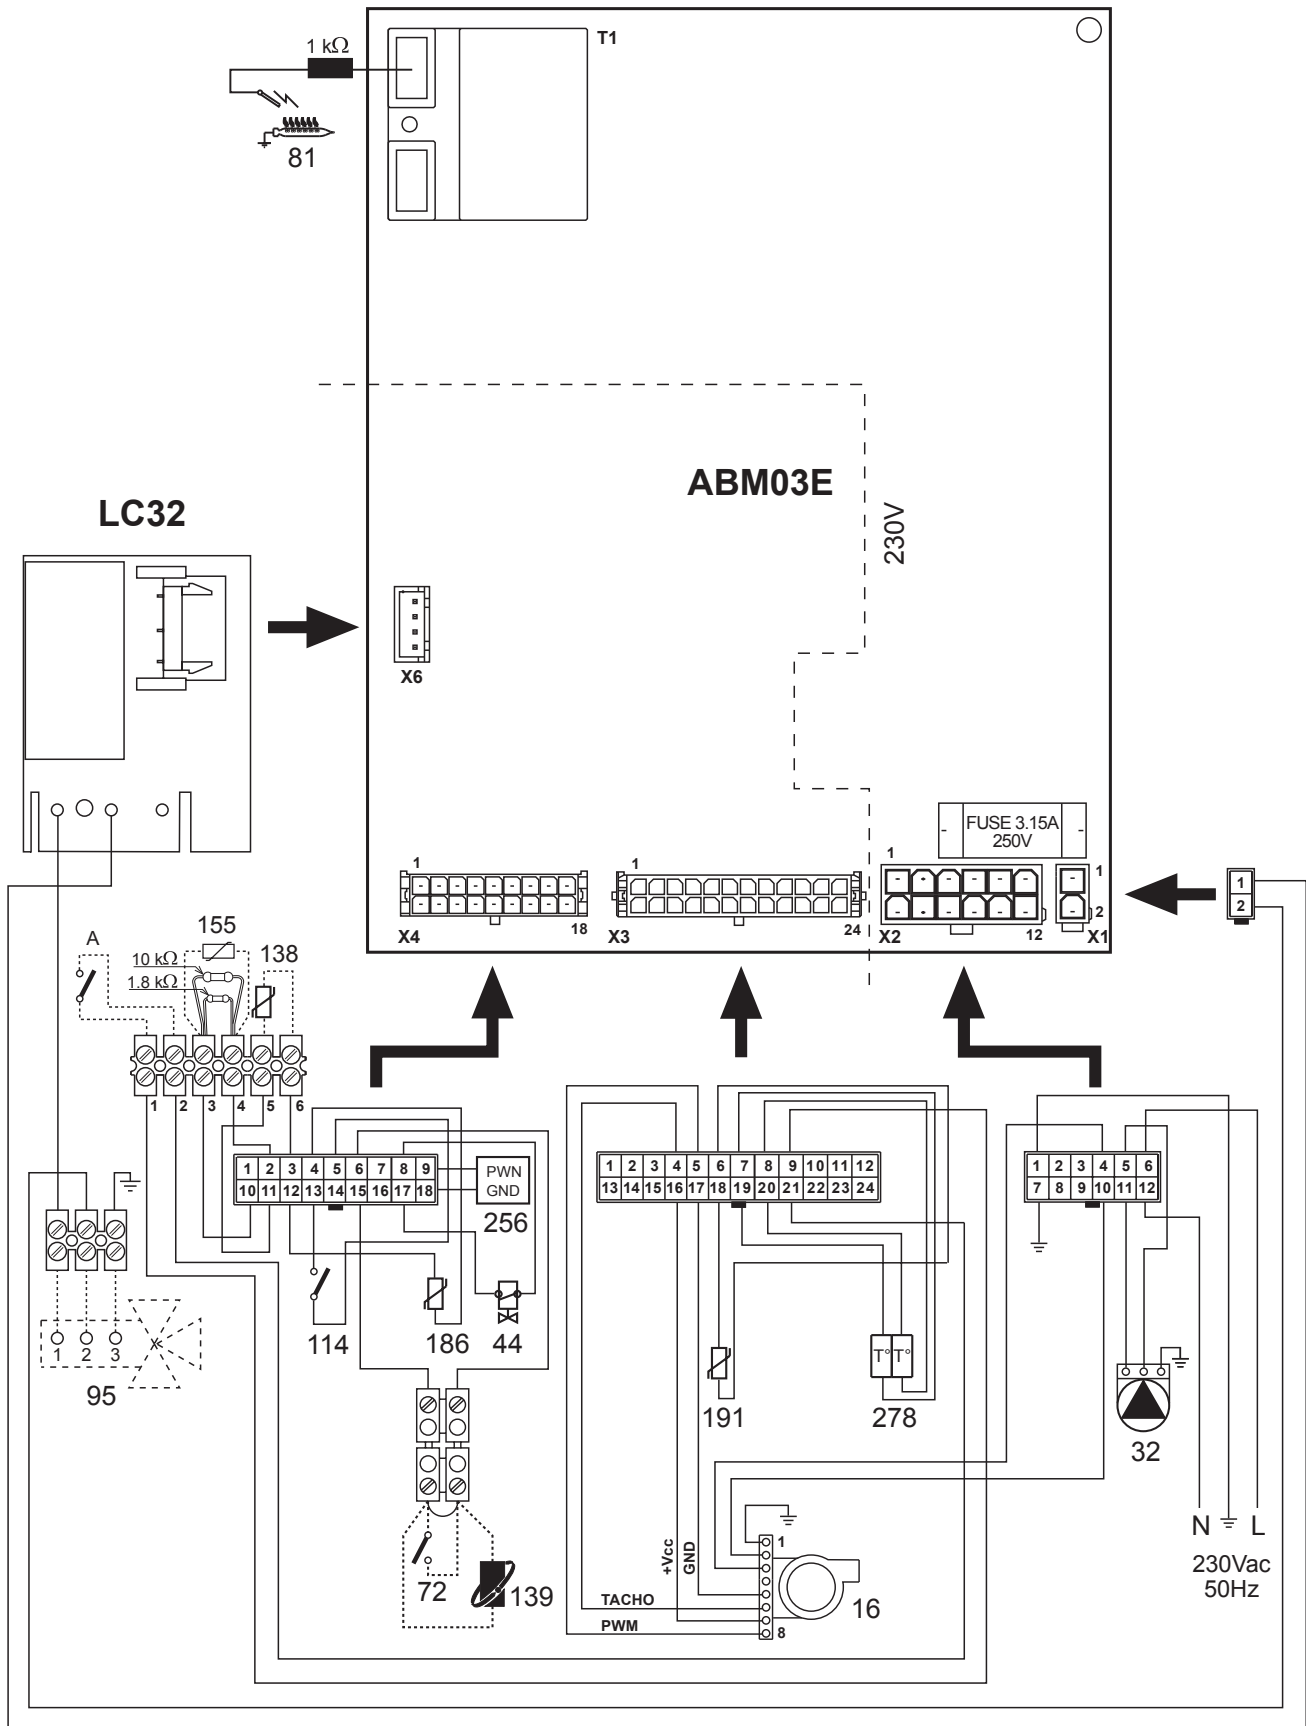 1 kΩ
T1
81
ABM03E
230V
LC32
X6
FUSE 3.15A
250V
1
1
1
1
2
1
2
X4
18
X3
24
X2
12
X1
A
155
10 kΩ
1.8 kΩ
138
1 2 3 4 5 6
1 2 3 4 5 6 7 8 9
10 11 12 13 14 15 16 17 18
PWN
GND
256
1 2 3 4 5 6 7 8 9 10 11 12
13 14 15 16 17 18 19 20 21 22 23 24
1 2 3 4 5 6
7 8 9 10 11 12
114
186
44
1 2 3
95
T° T°
191
278
32
N L
230Vac
50Hz
+Vcc
GND
1
TACHO
PWM
8
16
72
139